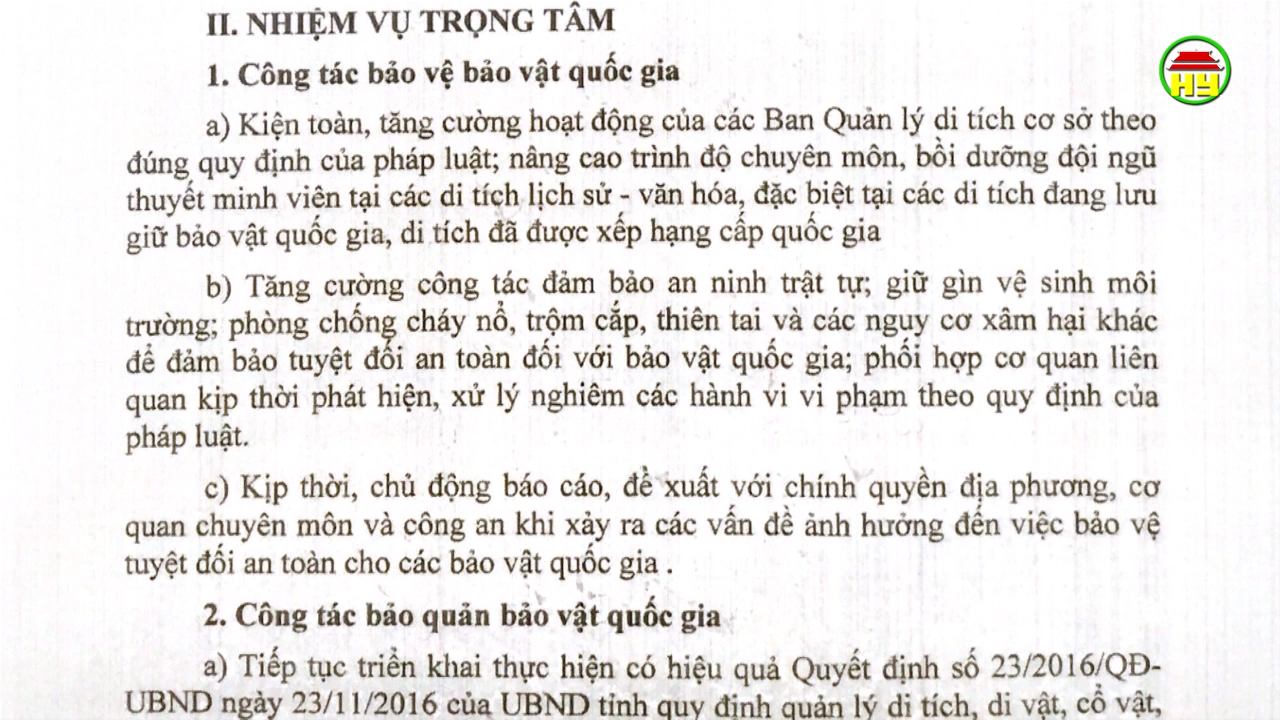 II. NHIỆM VỤ TRỌNG TÂM
1. Công tác bảo vệ bảo vật quốc gia
a) Kiện toàn, tăng cường hoạt động của các Ban Quản lý di tích cơ sở theo
đúng quy định của pháp luật; nâng cao trình độ chuyên môn, bồi dưỡng đội ngũ
thuyết minh viên tại các di tích lịch sử - văn hóa, đặc biệt tại các di tích đang lưu
giữ bảo vật quốc gia, di tích đã được xếp hạng cấp quốc gia
b) Tăng cường công tác đảm bảo an ninh trật tự; giữ gìn vệ sinh môi
trường; phòng chống cháy nổ, trộm cắp, thiên tai và các nguy cơ xâm hại khác
để đảm bảo tuyệt đối an toàn đối với bảo vật quốc gia; phối hợp cơ quan liên
quan kịp thời phát hiện, xử lý nghiêm các hành vi vi phạm theo quy định của
pháp luật.
c) Kịp thời, chủ động báo cáo, đề xuất với chính quyền địa phương, cơ
quan chuyên môn và công an khi xảy ra các vấn đề ảnh hưởng đến việc bảo vệ
tuyệt đối an toàn cho các bảo vật quốc gia .
2. Công tác bảo quản bảo vật quốc gia
a) Tiếp tục triển khai thực hiện có hiệu quả Quyết định số 23/2016/QĐ-
UBND ngày 23/11/2016 của UBND tỉnh quy định quản lý di tích, di vật, cổ vật,
HY